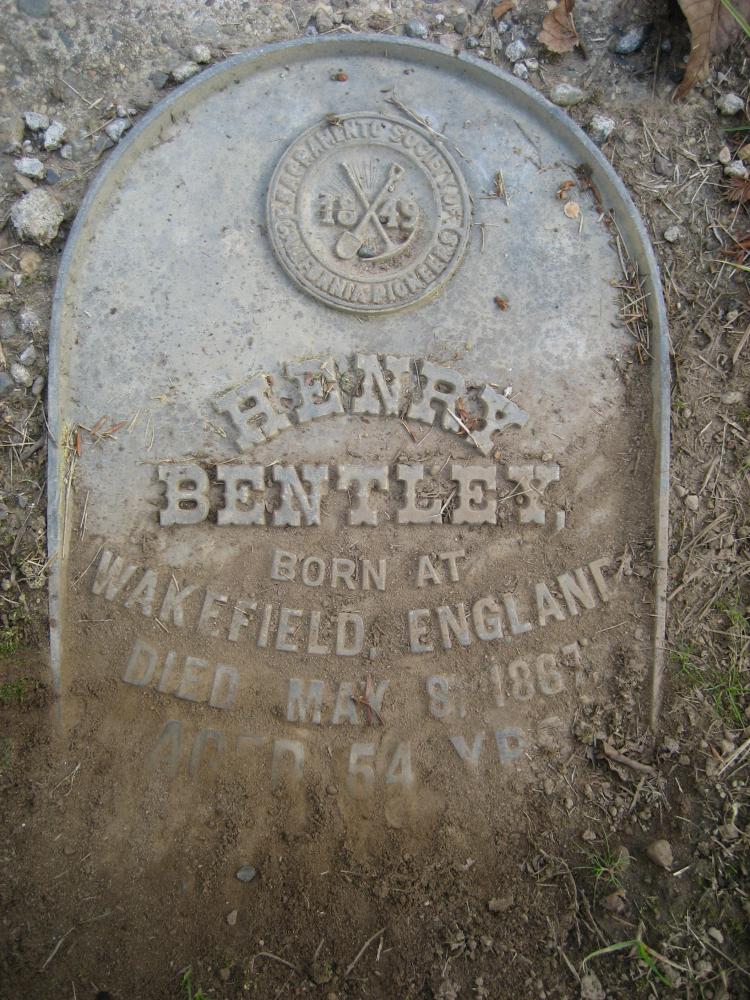 SACRAMENTO SOCIETY OF CALIFORNIA PIONEERS
1849
HENRY
BENTLEY,
BORN AT
WAKEFIELD, ENGLAND
DIED MAY 8, 1867
AGED 54 YRS